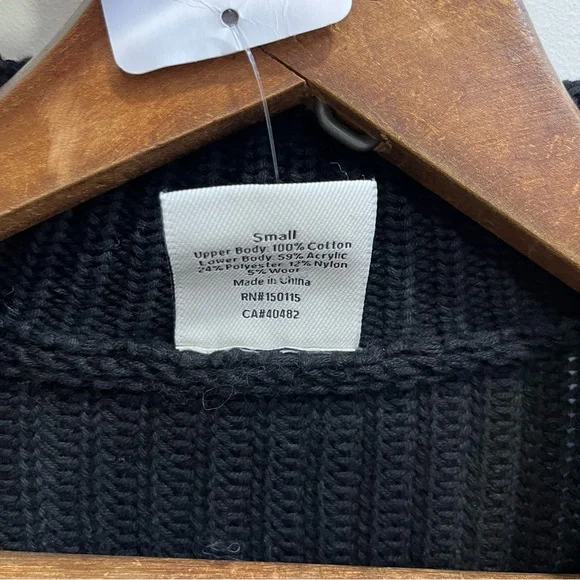 Small
Upper Body: 100% Cotton
Lower Body: 59% Acrylic
24% Polyester 12% Nylon
5% Wool
Made in China
RN#150115
CA#40482